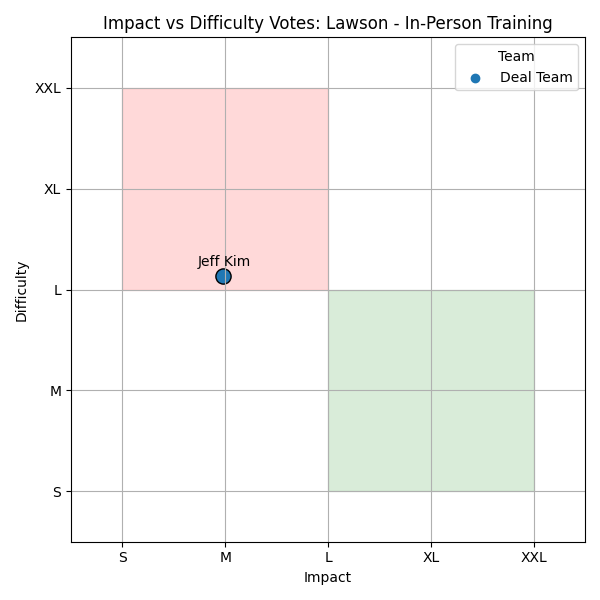 Impact vs Difficulty Votes: Lawson - In-Person Training
Team
Deal Team
XXL
XL
Jeff Kim
L
M
S
Difficulty
S M L XL XXL
Impact